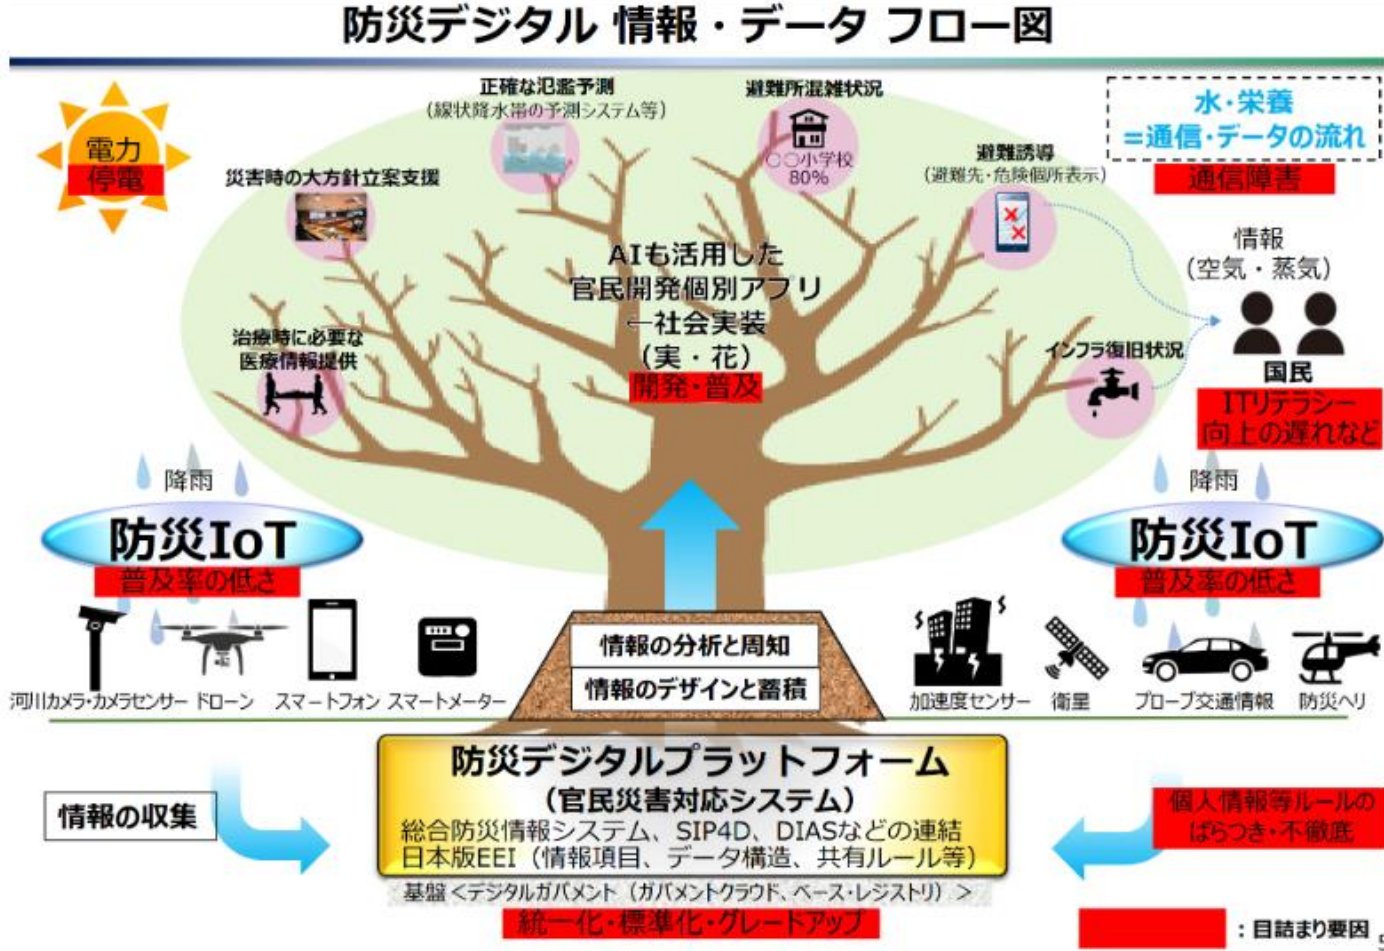 防災デジタル 情報・データ フロー図
電力
停電
正確な氾濫予測
（線状降水帯の予測システム等）
避難所混雑状況
○○小学校
80%
水・栄養
=通信・データの流れ
通信障害
災害時の大方針立案支援
避難誘導
（避難先・危険個所表示）
情報
（空気・蒸気）
国民
ITリテラシー
向上の遅れなど
AIも活用した
官民開発個別アプリ
←社会実装
（実・花）
開発・普及
治療時に必要な
医療情報提供
インフラ復旧状況
降雨
防災IoT
普及率の低さ
降雨
防災IoT
普及率の低さ
河川カメラ・カメラセンサー
ドローン
スマートフォン
スマートメーター
情報の分析と周知
情報のデザインと蓄積
加速度センサー
衛星
プローブ交通情報
防災ヘリ
情報の収集
防災デジタルプラットフォーム
（官民災害対応システム）
総合防災情報システム、SIP4D、DIASなどの連結
日本版EEI（情報項目、データ構造、共有ルール等）
基盤＜デジタルガバメント（ガバメントクラウド、ベース・レジストリ）＞
統一化・標準化・グレードアップ
個人情報等ルールの
ばらつき・不徹底
：目詰まり要因